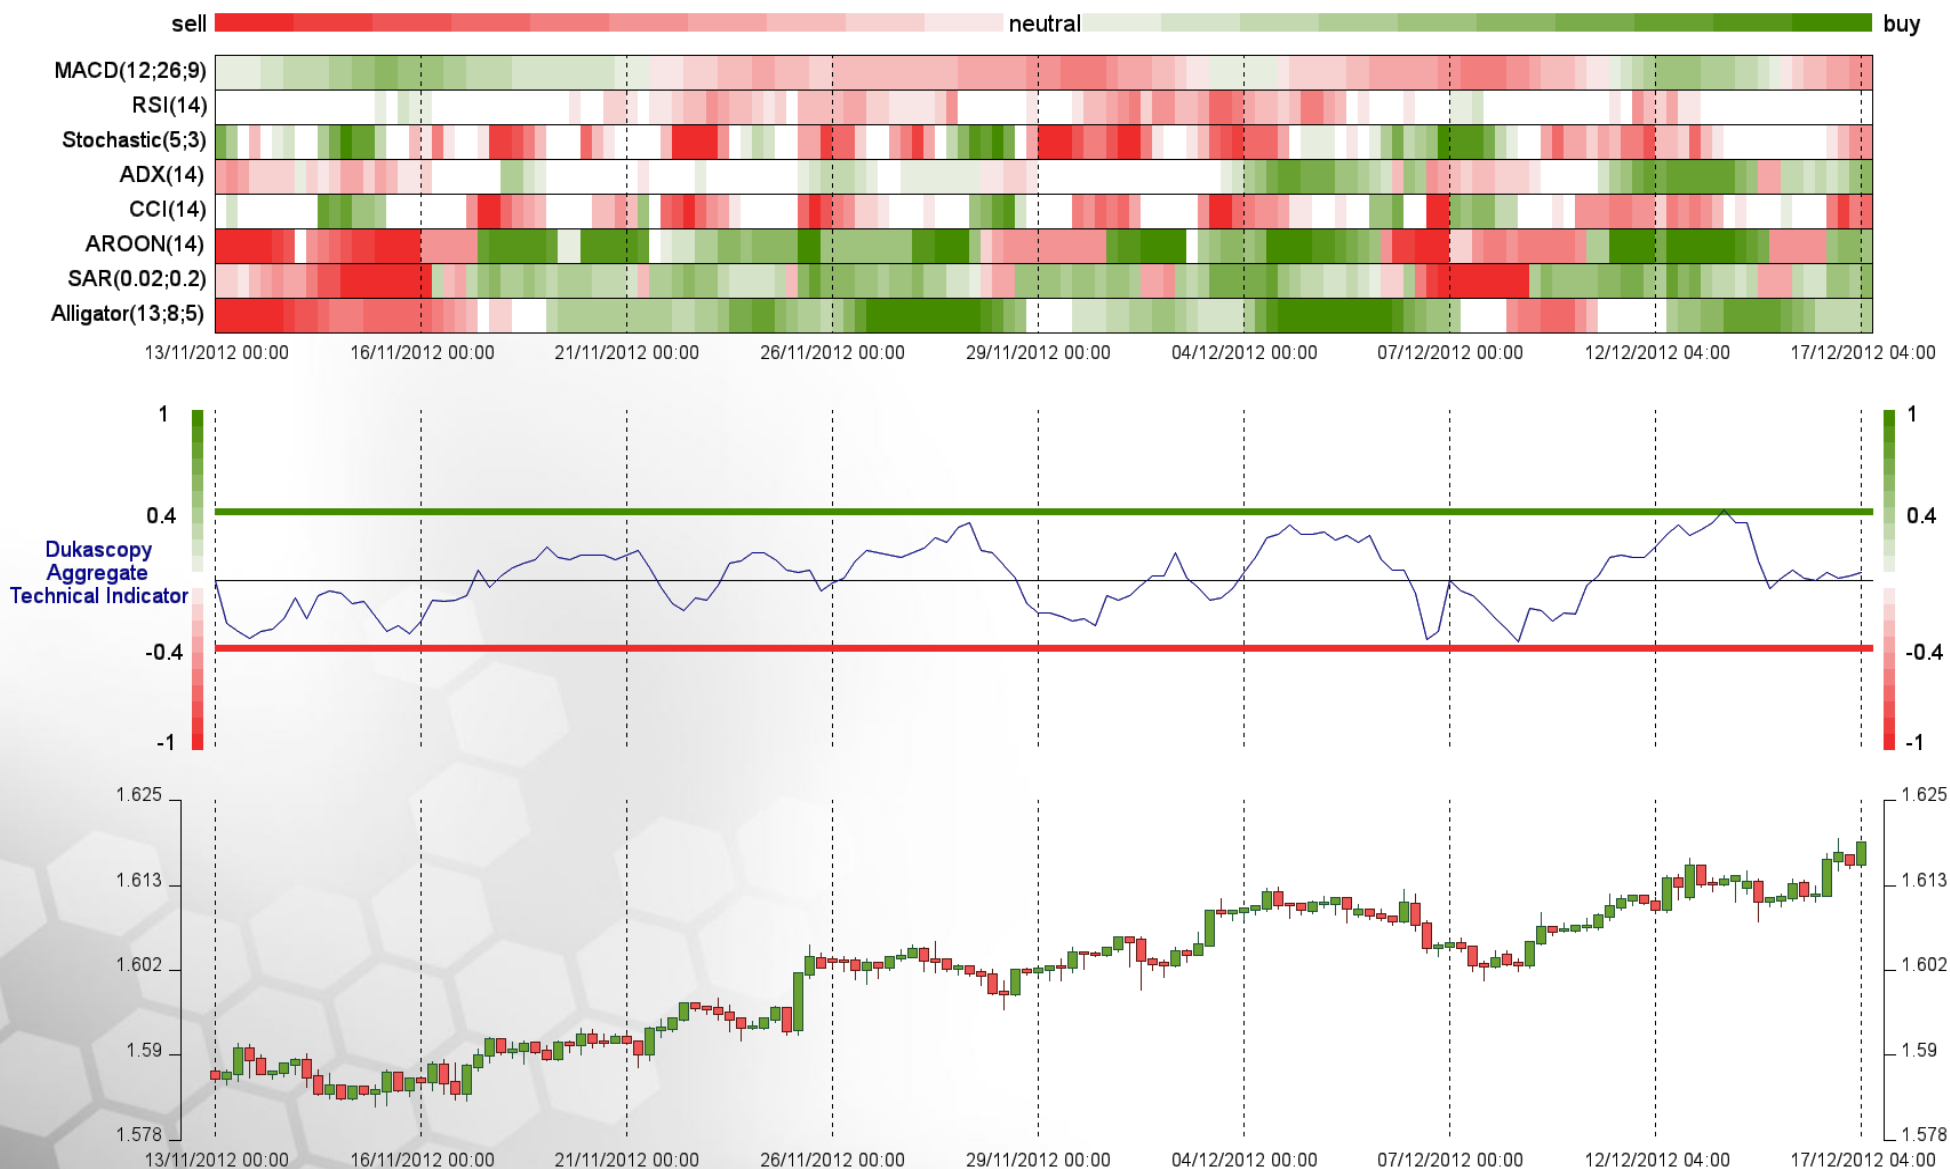 sell neutral buy
MACD(12;26;9)
RSI(14)
Stochastic(5;3)
ADX(14)
CCI(14)
AROON(14)
SAR(0.02;0.2)
Alligator(13;8;5)
13/11/2012 00:00 16/11/2012 00:00 21/11/2012 00:00 26/11/2012 00:00 29/11/2012 00:00 04/12/2012 00:00 07/12/2012 00:00 12/12/2012 04:00 17/12/2012 04:00
1 1
0.4 0.4
Dukascopy
Aggregate
Technical Indicator
-0.4 -0.4
-1 -1
1.625 1.625
1.613 1.613
1.602 1.602
1.59 1.59
1.578 1.578
13/11/2012 00:00 16/11/2012 00:00 21/11/2012 00:00 26/11/2012 00:00 29/11/2012 00:00 04/12/2012 00:00 07/12/2012 00:00 12/12/2012 04:00 17/12/2012 04:00